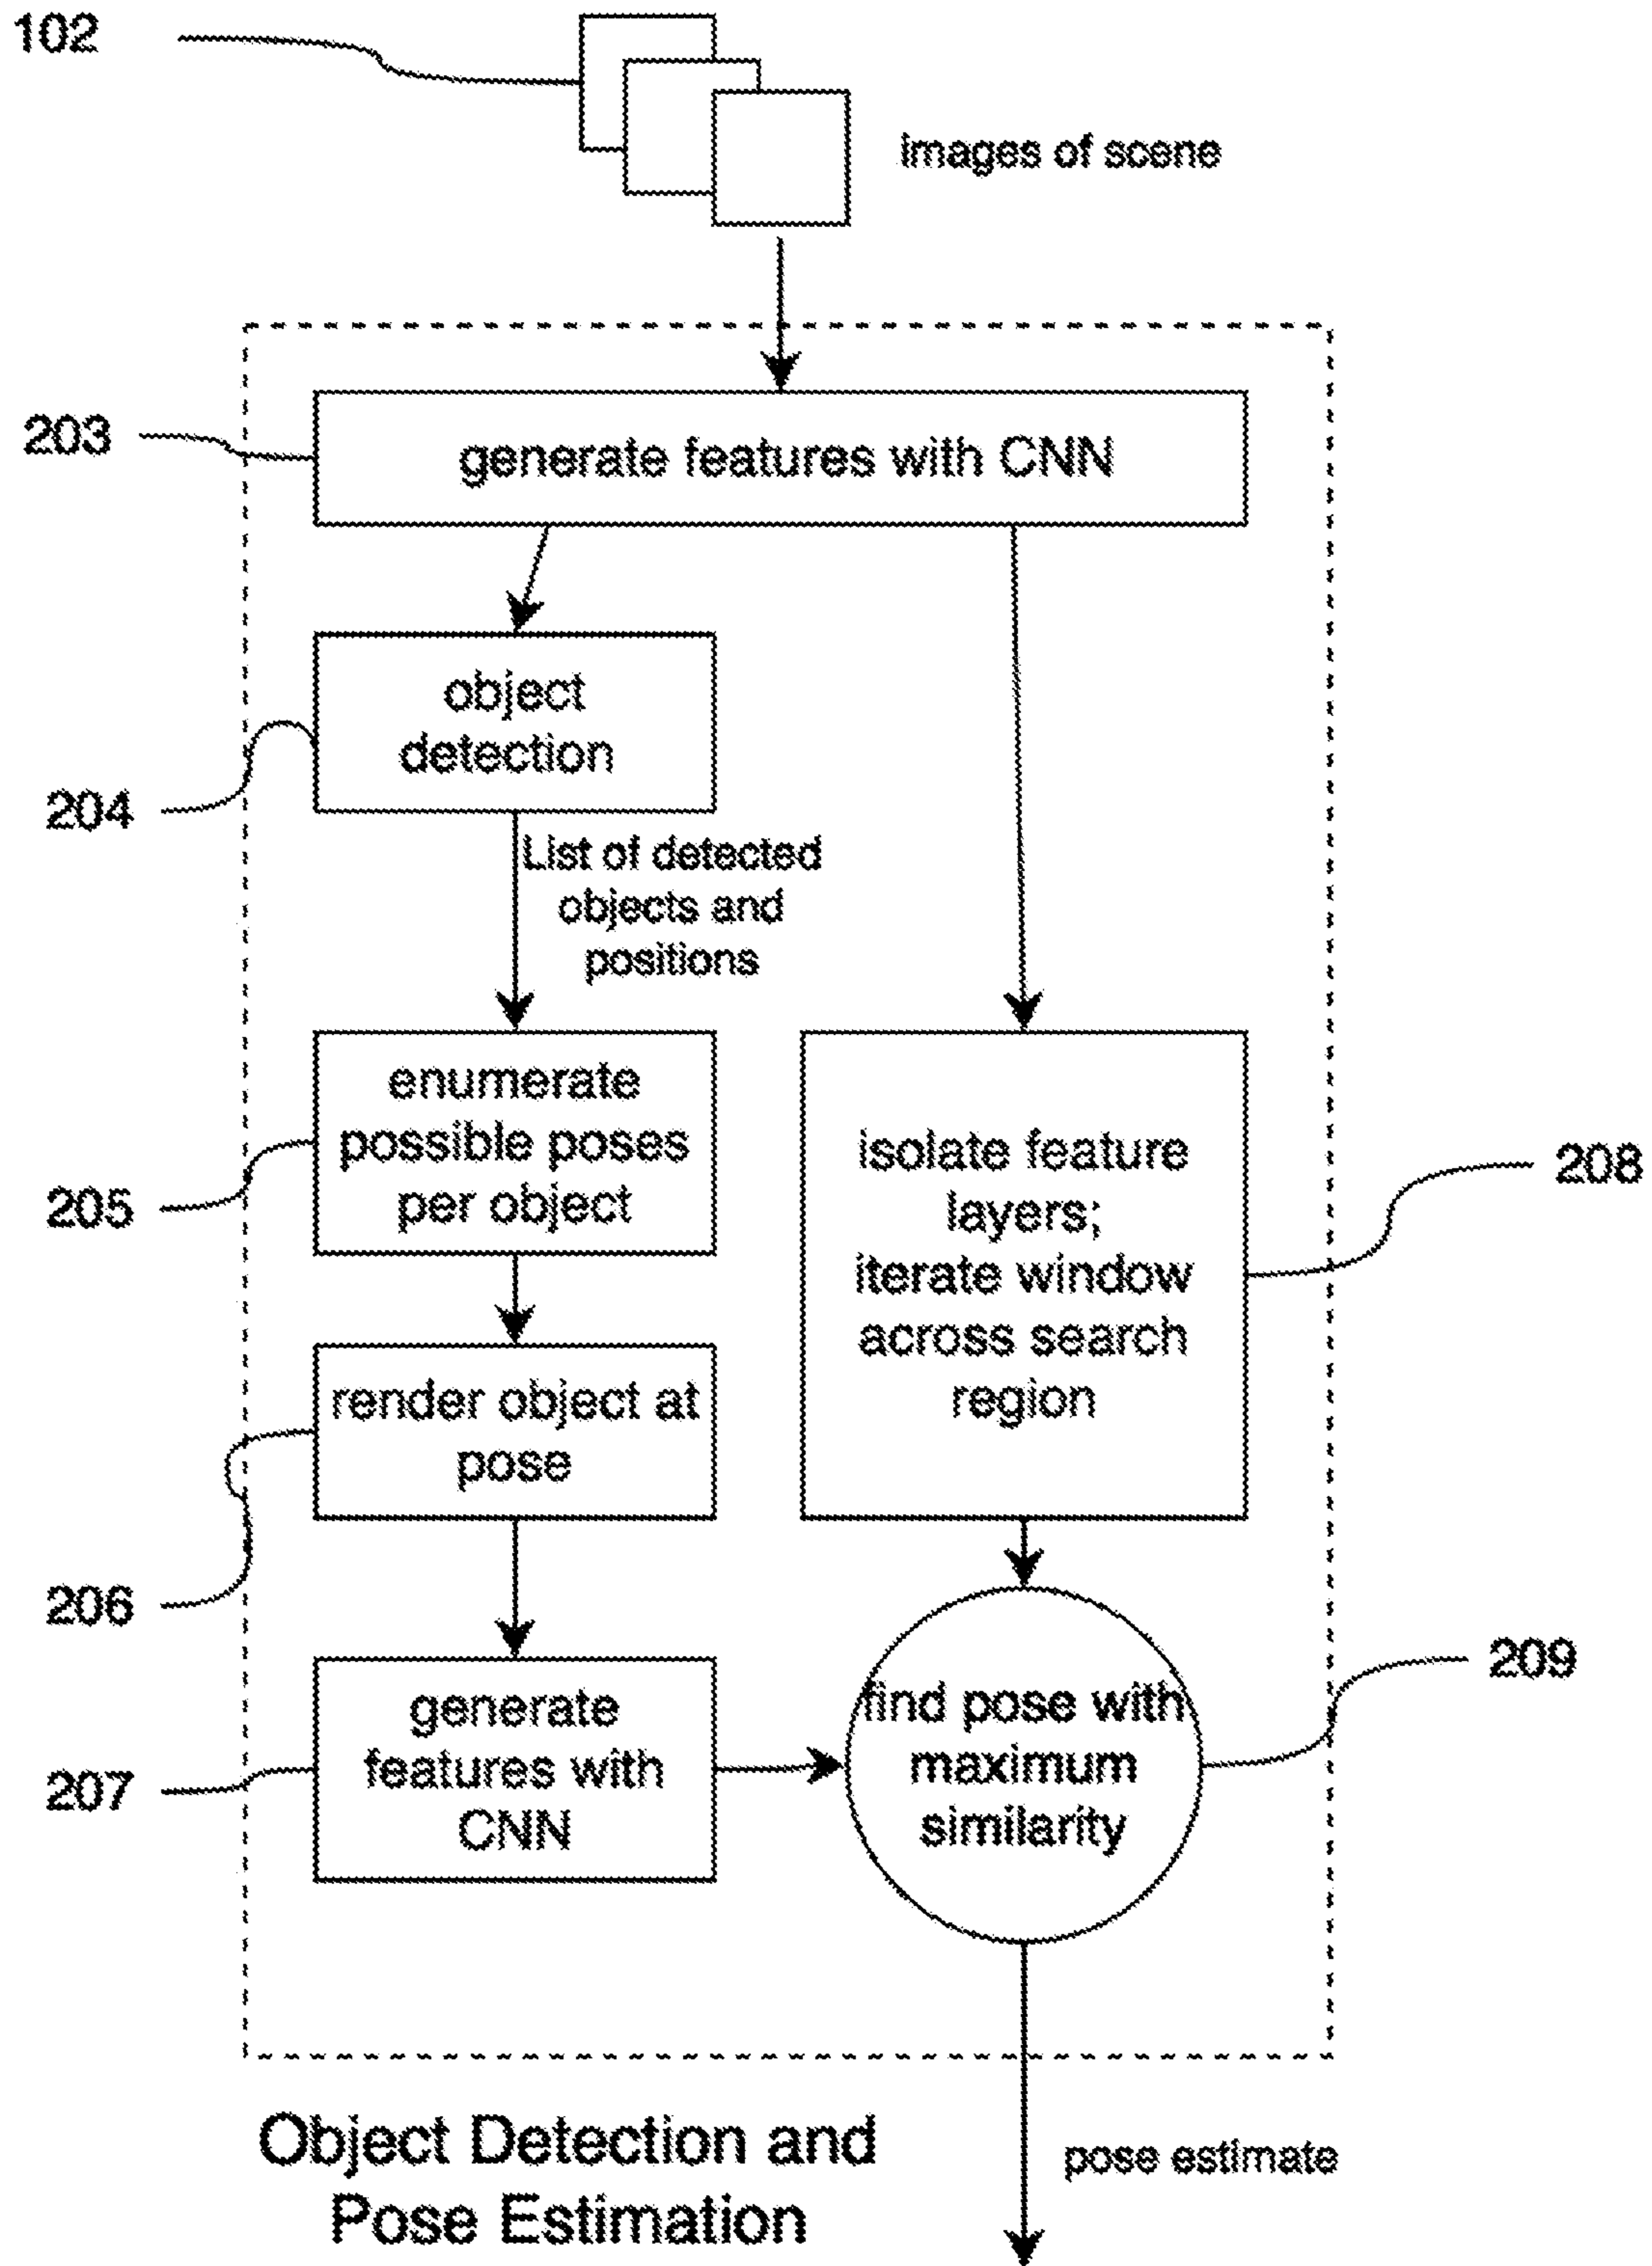 102
images of scene
203
generate features with CNN
object
detection
204
List of detected
objects and
positions
enumerate
possible poses
per object
205
isolate feature
layers;
iterate window
across search
region
208
render object at
pose
206
generate
features with
CNN
207
find pose with
maximum
similarity
209
Object Detection and
Pose Estimation
pose estimate